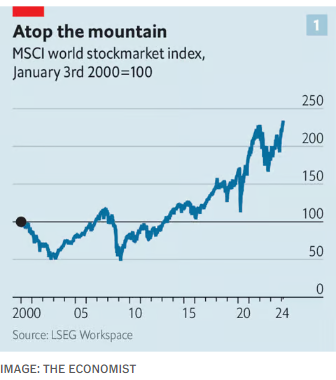 Atop the mountain
1
MSCI world stockmarket index,
January 3rd 2000=100
250
200
150
100
50
0
2000 05 10 15 20 24
Source: LSEG Workspace
IMAGE: THE ECONOMIST